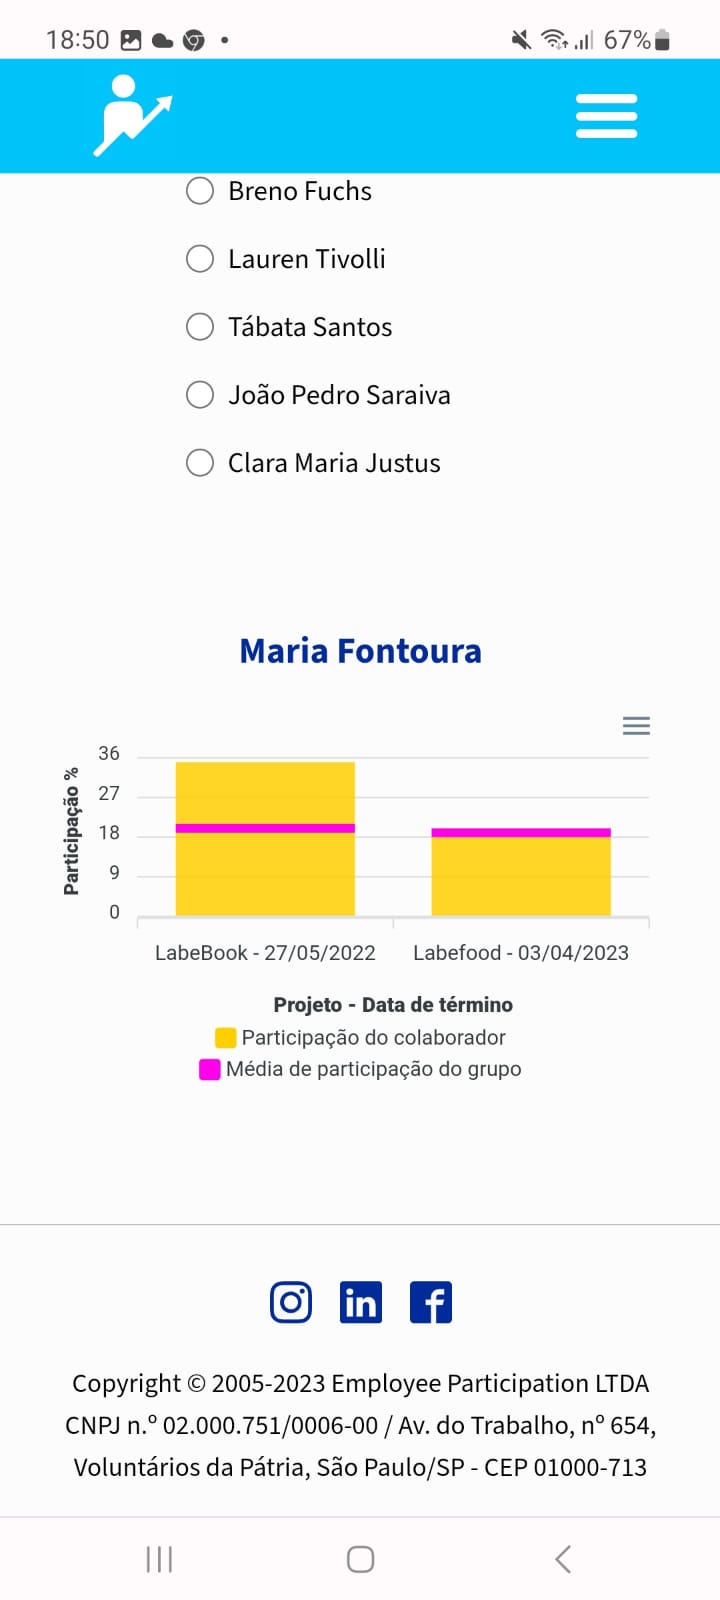 18:50
67%
Breno Fuchs
Lauren Tivolli
Tábata Santos
João Pedro Saraiva
Clara Maria Justus
Maria Fontoura
Participação %
36
27
18
9
0
LabeBook - 27/05/2022
Labefood - 03/04/2023
Projeto - Data de término
Participação do colaborador
Média de participação do grupo
in
f
Copyright © 2005-2023 Employee Participation LTDA
CNPJ n.º 02.000.751/0006-00 / Av. do Trabalho, nº 654,
Voluntários da Pátria, São Paulo/SP - CEP 01000-713